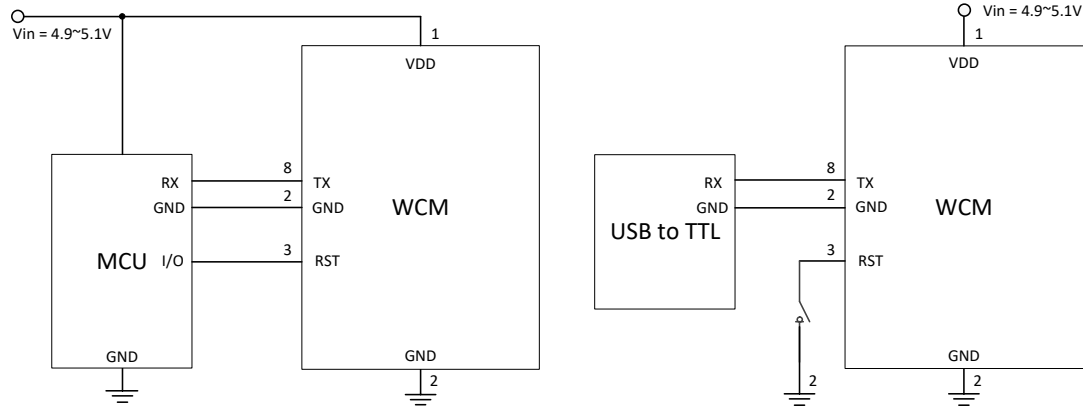 Vin = 4.9~5.1V
1
VDD
RX
8
TX
GND
2
GND
WCM
MCU
I/O
3
RST
GND
GND
2
Vin = 4.9~5.1V
1
VDD
RX
8
TX
GND
2
GND
WCM
USB to TTL
3
RST
2
GND
2